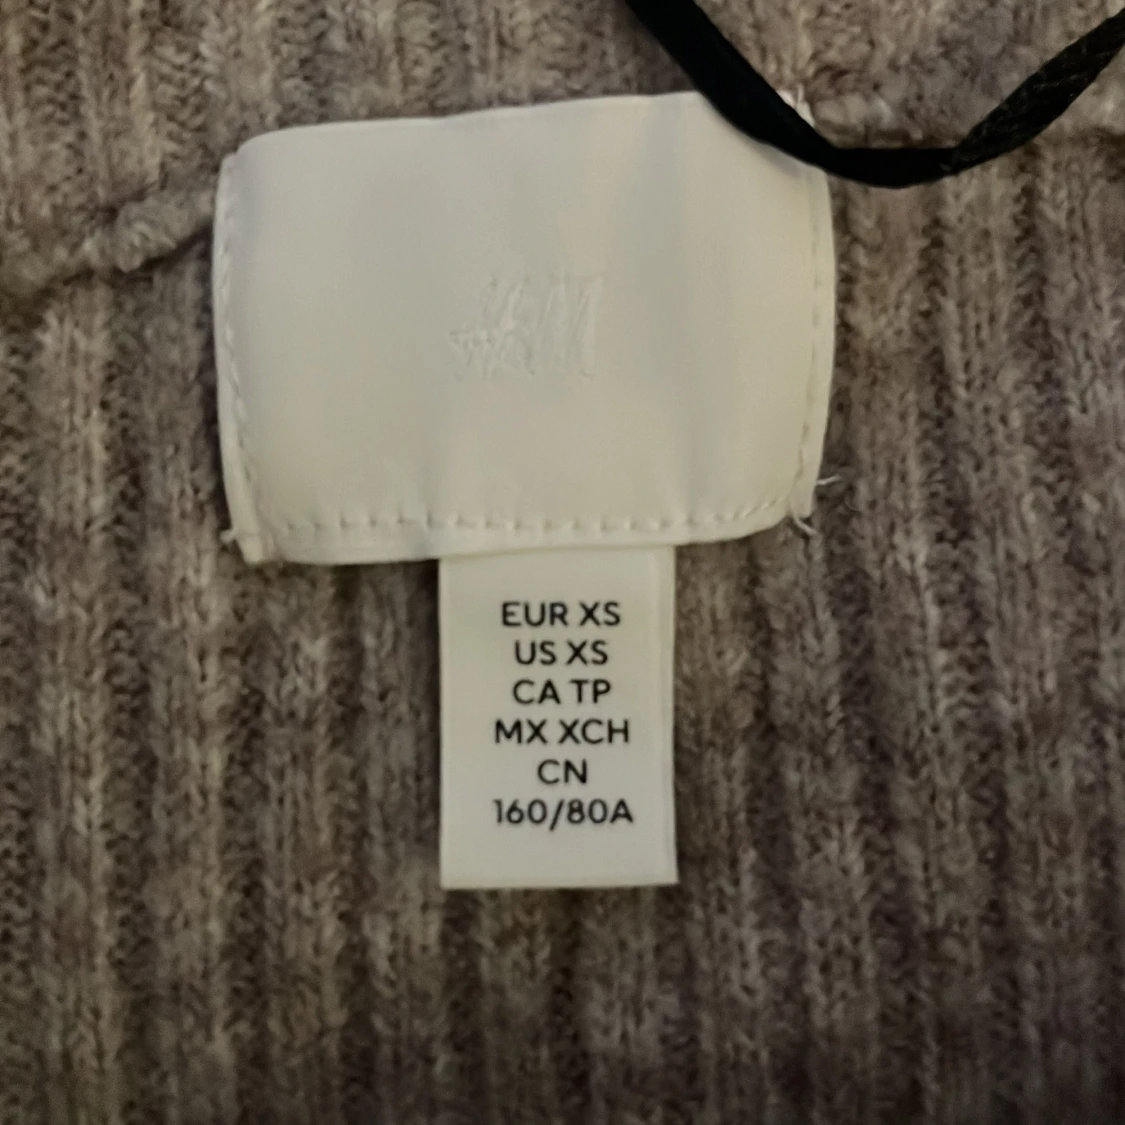 H&M
EUR XS
US XS
CA TP
MX XCH
CN
160/80A